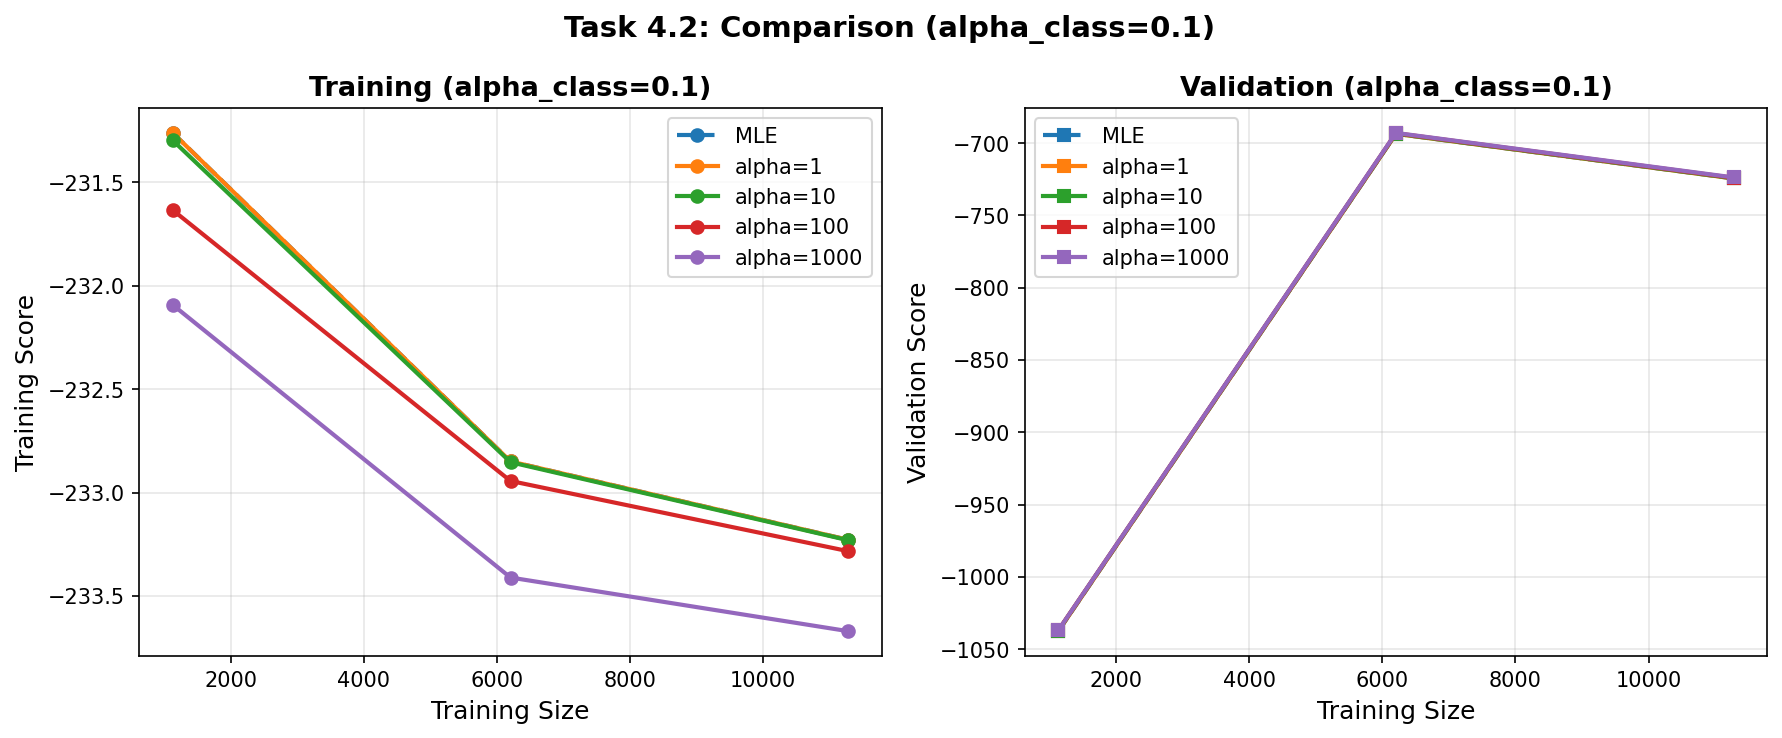 Task 4.2: Comparison (alpha_class=0.1)
Training (alpha_class=0.1)
Training Score
−231.5
−232.0
−232.5
−233.0
−233.5
MLE
alpha=1
alpha=10
alpha=100
alpha=1000
2000
4000
6000
8000
10000
Training Size
Validation (alpha_class=0.1)
Validation Score
−700
−750
−800
−850
−900
−950
−1000
−1050
MLE
alpha=1
alpha=10
alpha=100
alpha=1000
2000
4000
6000
8000
10000
Training Size